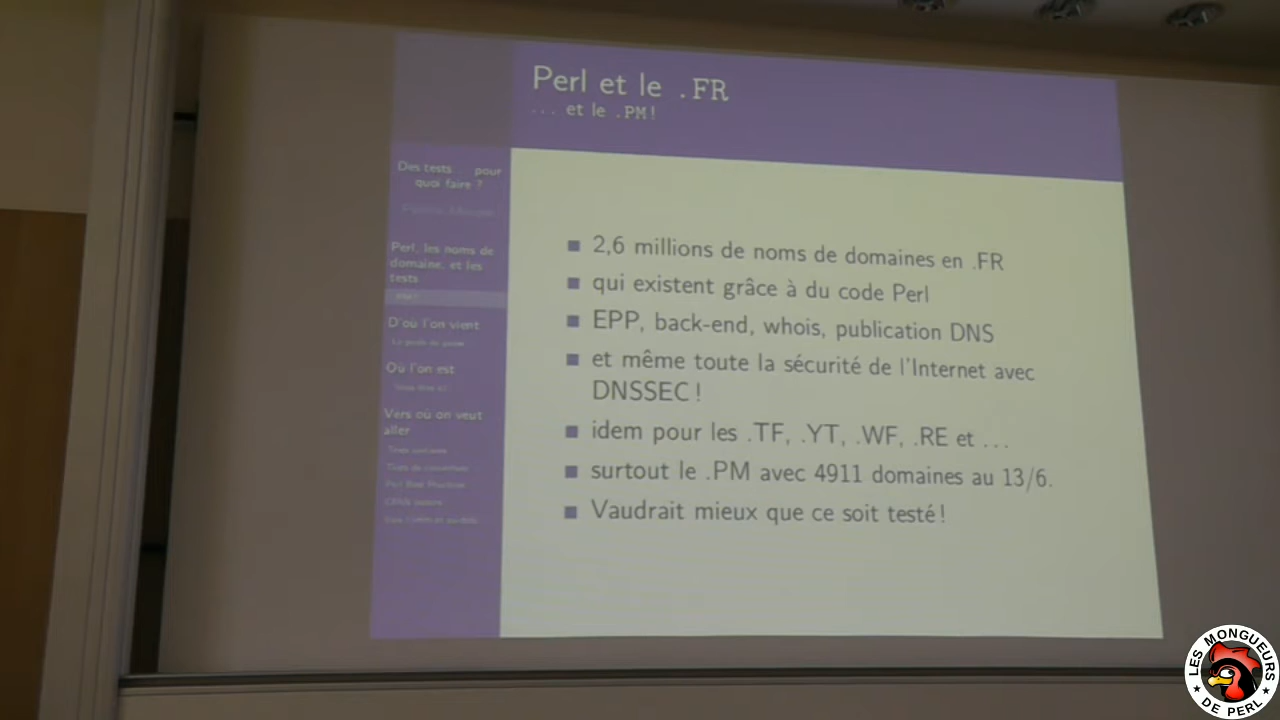 Perl et le .FR
... et le .PM!
Des tests ... pour
quoi faire ?
Perl, les noms de
domaine, et les
tests
D'où l'on vient
Où l'on est
Vers où on veut
aller
Perl Best Practices
■ 2,6 millions de noms de domaines en .FR
■ qui existent grâce à du code Perl
■ EPP, back-end, whois, publication DNS
■ et même toute la sécurité de l'Internet avec
DNSSEC !
■ idem pour les .TF, .YT, .WF, .RE et ...
■ surtout le .PM avec 4911 domaines au 13/6.
■ Vaudrait mieux que ce soit testé !
LES MONGUEURS
★ DE PERL ★